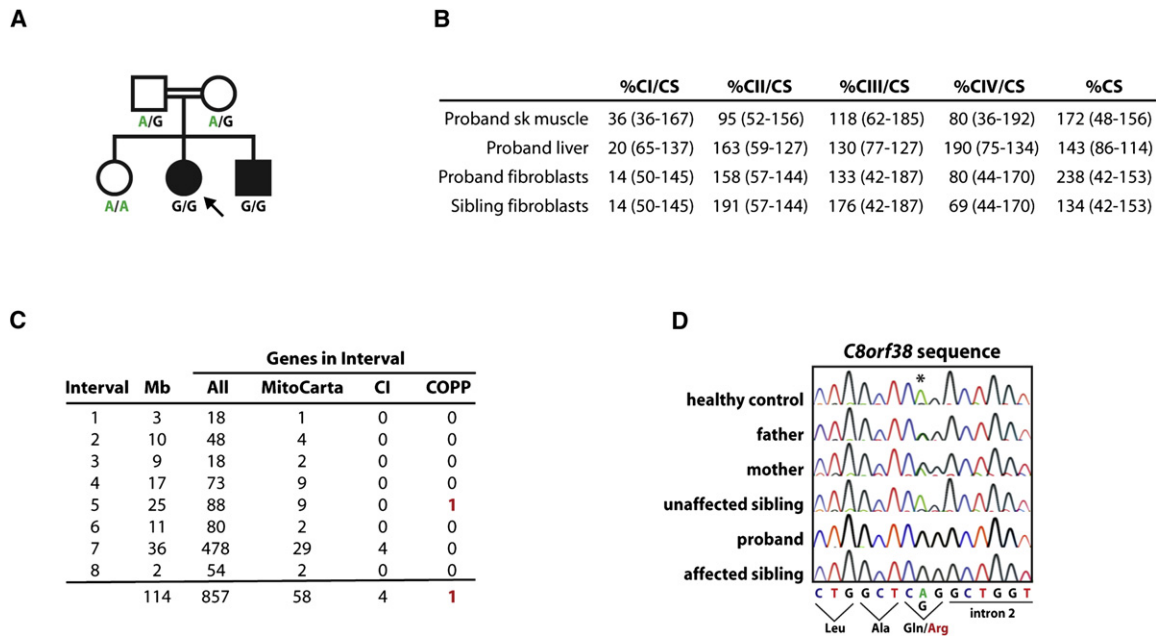 A
A/G A/G
A/A G/G G/G
B
%CI/CS %CII/CS %CIII/CS %CIV/CS %CS
Proband sk muscle 36 (36-167) 95 (52-156) 118 (62-185) 80 (36-192) 172 (48-156)
Proband liver 20 (65-137) 163 (59-127) 130 (77-127) 190 (75-134) 143 (86-114)
Proband fibroblasts 14 (50-145) 158 (57-144) 133 (42-187) 80 (44-170) 238 (42-153)
Sibling fibroblasts 14 (50-145) 191 (57-144) 176 (42-187) 69 (44-170) 134 (42-153)
C
Genes in Interval
Interval Mb All MitoCarta CI COPP
1 3 18 1 0 0
2 10 48 4 0 0
3 9 18 2 0 0
4 17 73 9 0 0
5 25 88 9 0 1
6 11 80 2 0 0
7 36 478 29 4 0
8 2 54 2 0 0
114 857 58 4 1
D
C8orf38 sequence
*
healthy control
father
mother
unaffected sibling
proband
affected sibling
C T G G C T C A G G C T G G T
G
Leu Ala Gln/Arg intron 2